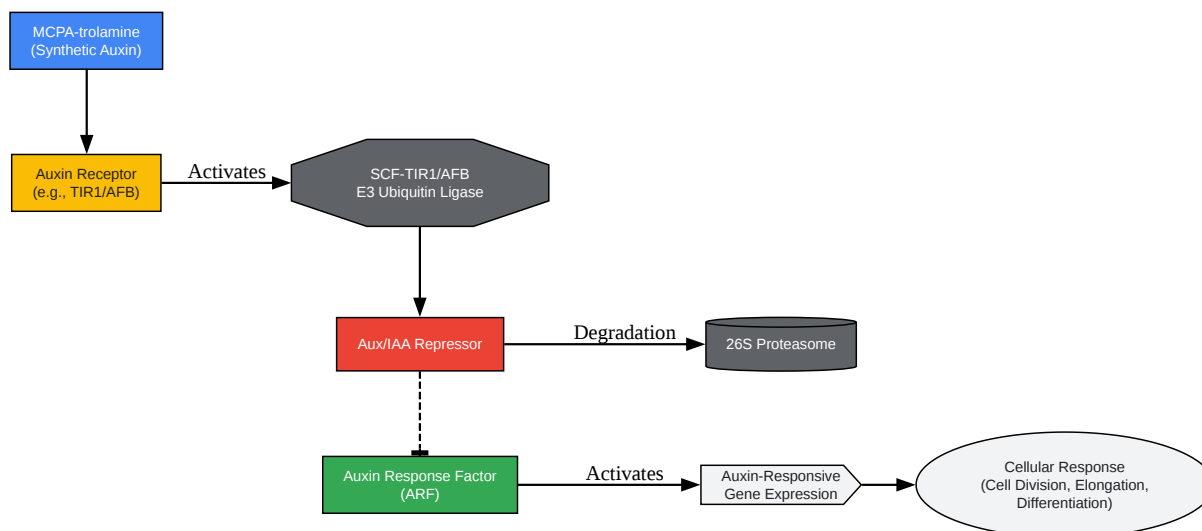 MCPA-trolamine
(Synthetic Auxin)
Auxin Receptor
(e.g., TIR1/AFB)
Activates
SCF-TIR1/AFB
E3 Ubiquitin Ligase
Aux/IAA Repressor
Degradation
26S Proteasome
Auxin Response Factor
(ARF)
Activates
Auxin-Responsive
Gene Expression
Cellular Response
(Cell Division, Elongation,
Differentiation)